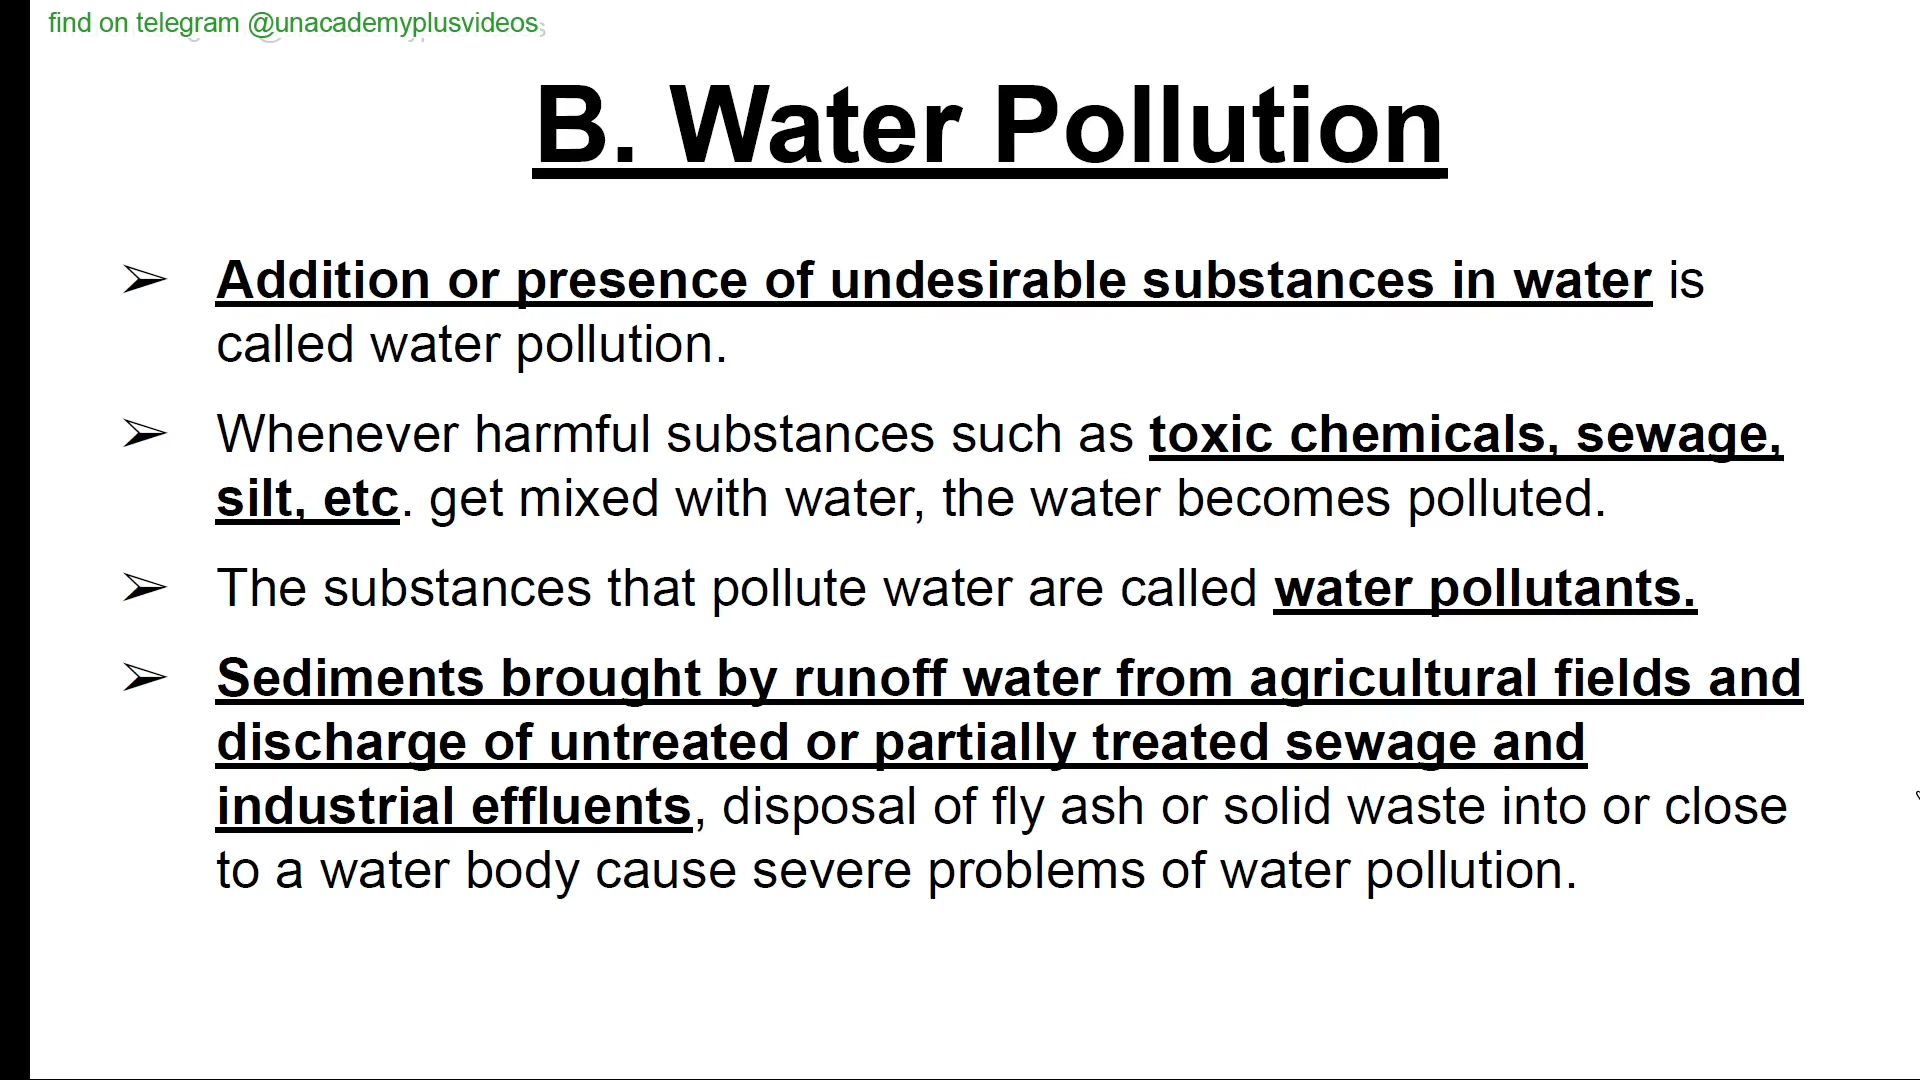 find on telegram @unacademyplusvideos
B. Water Pollution
➢ Addition or presence of undesirable substances in water is
called water pollution.
➢ Whenever harmful substances such as toxic chemicals, sewage,
silt, etc. get mixed with water, the water becomes polluted.
➢ The substances that pollute water are called water pollutants.
➢ Sediments brought by runoff water from agricultural fields and
discharge of untreated or partially treated sewage and
industrial effluents, disposal of fly ash or solid waste into or close
to a water body cause severe problems of water pollution.